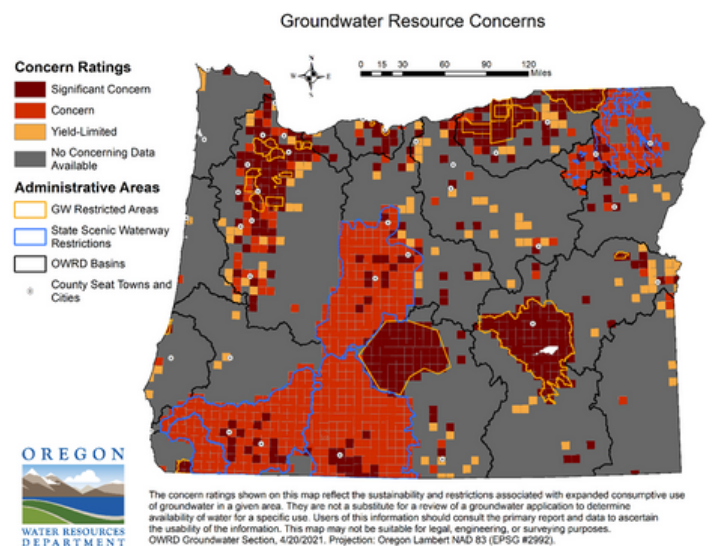 Groundwater Resource Concerns
Concern Ratings
Significant Concern
Concern
Yield-Limited
No Concerning Data
Available
Administrative Areas
GW Restricted Areas
State Scenic Waterway
Restrictions
OWRD Basins
County Seat Towns and
Cities
N
W E
S
0 15 30 60 90 120
Miles
OREGON
WATER RESOURCES
DEPARTMENT
The concern ratings shown on this map reflect the sustainability and restrictions associated with expanded consumptive use
of groundwater in a given area. They are not a substitute for a review of a groundwater application to determine
availability of water for a specific use. Users of this information should consult the primary report and data to ascertain
the usability of the information. This map may not be suitable for legal, engineering, or surveying purposes.
OWRD Groundwater Section, 4/20/2021. Projection: Oregon Lambert NAD 83 (EPSG #2992).